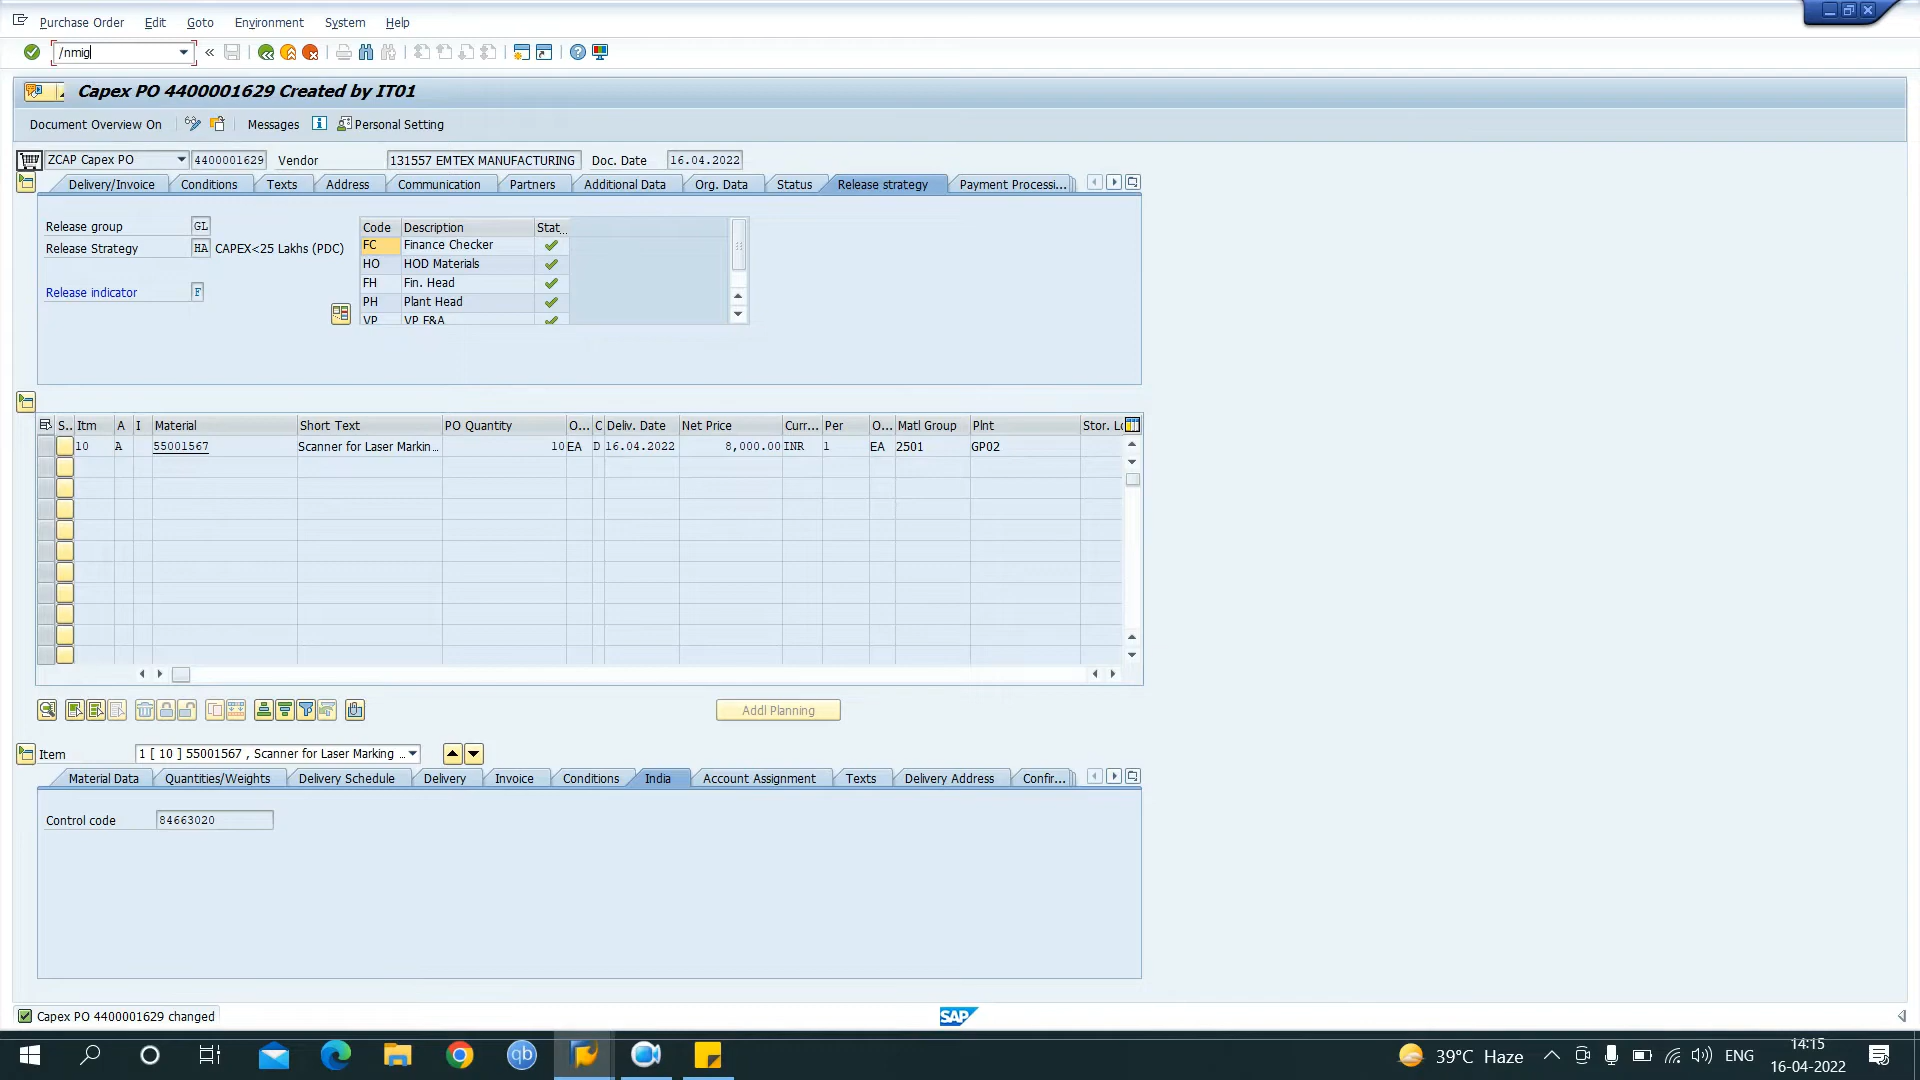 Purchase Order Edit Goto Environment System Help
/nmig
Capex PO 4400001629 Created by IT01
Document Overview On Messages Personal Setting
ZCAP Capex PO 4400001629 Vendor 131557 EMTEX MANUFACTURING Doc. Date 16.04.2022
Delivery/Invoice Conditions Texts Address Communication Partners Additional Data Org. Data Status Release strategy Payment Processi...
Release group GL
Release Strategy HA CAPEX<25 Lakhs (PDC)
Release indicator F
Code Description Stat...
FC Finance Checker
HO HOD Materials
FH Fin. Head
PH Plant Head
VP VP F&A
S.. Itm A I Material Short Text PO Quantity O... C Deliv. Date Net Price Curr... Per O... Matl Group Plnt Stor. Lo
10 A 55001567 Scanner for Laser Markin... 10 EA D 16.04.2022 8,000.00 INR 1 EA 2501 GP02
Addl Planning
Item 1 [ 10 ] 55001567 , Scanner for Laser Marking ...
Material Data Quantities/Weights Delivery Schedule Delivery Invoice Conditions India Account Assignment Texts Delivery Address Confir...
Control code 84663020
Capex PO 4400001629 changed
SAP
qb
39°C Haze
ENG
14:15
16-04-2022